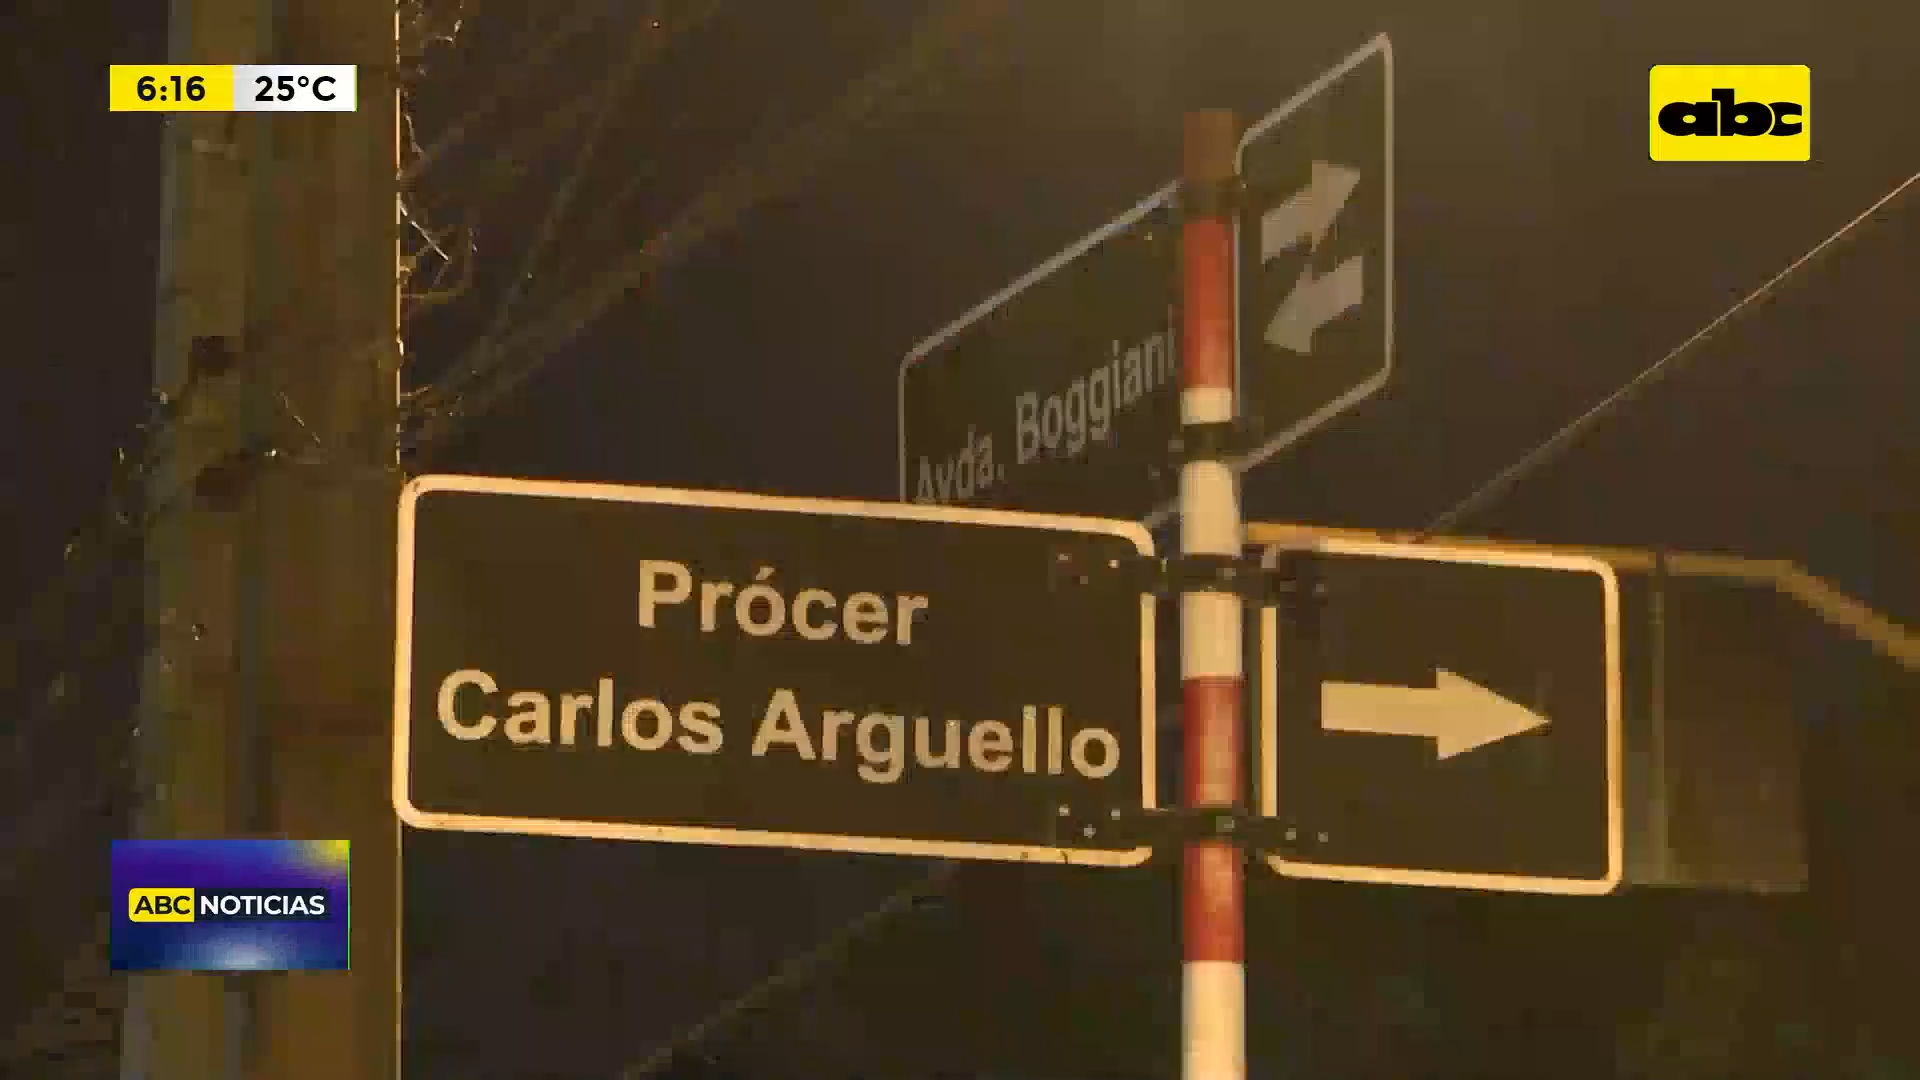 6:16 25°C
abc
Avda. Boggiani
Prócer
Carlos Arguello
ABC NOTICIAS